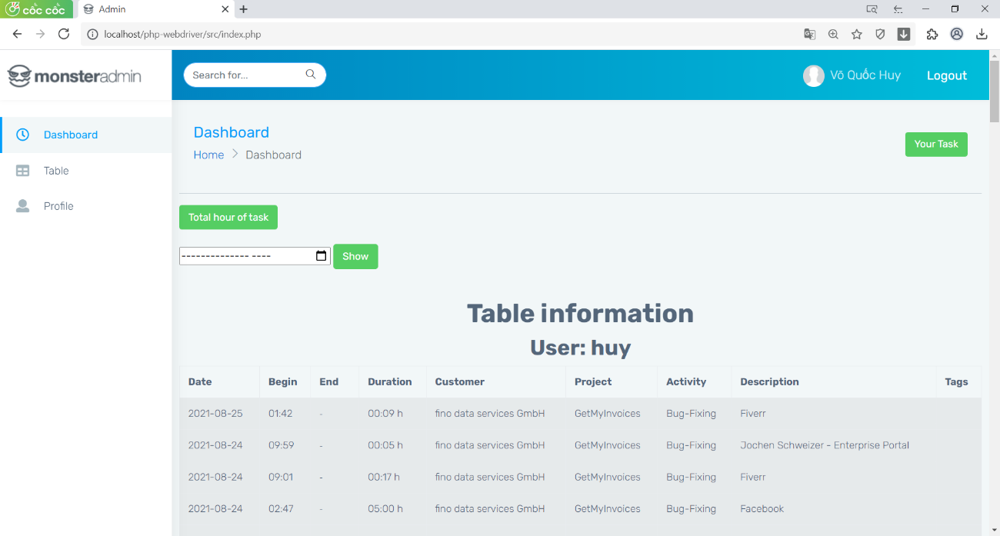 cốc cốc
Admin
localhost/php-webdriver/src/index.php
monsteradmin
Search for...
Võ Quốc Huy
Logout
Dashboard
Table
Profile
Dashboard
Home > Dashboard
Your Task
Total hour of task
-------------- ----
Show
Table information
User: huy
Date Begin End Duration Customer Project Activity Description Tags
2021-08-25 01:42 - 00:09 h fino data services GmbH GetMyInvoices Bug-Fixing Fiverr
2021-08-24 09:59 - 00:05 h fino data services GmbH GetMyInvoices Bug-Fixing Jochen Schweizer - Enterprise Portal
2021-08-24 09:01 - 00:17 h fino data services GmbH GetMyInvoices Bug-Fixing Fiverr
2021-08-24 02:47 - 05:00 h fino data services GmbH GetMyInvoices Bug-Fixing Facebook